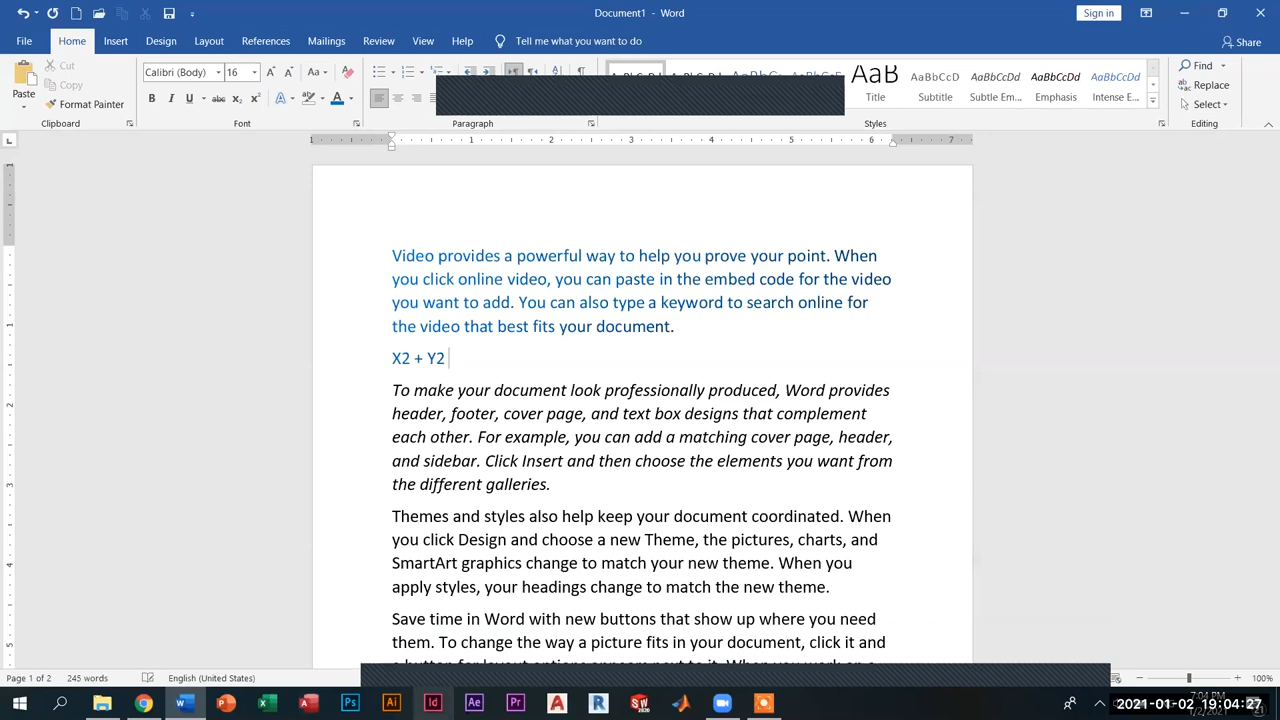 Document1 - Word
Sign in
File Home Insert Design Layout References Mailings Review View Help Tell me what you want to do
Share
Paste
Cut
Copy
Format Painter
Calibri (Body) 16
Clipboard
Font
Paragraph
Title
Subtitle
Subtle Em...
Emphasis
Intense E...
Styles
Find
Replace
Select
Editing
Video provides a powerful way to help you prove your point. When
you click online video, you can paste in the embed code for the video
you want to add. You can also type a keyword to search online for
the video that best fits your document.
X2 + Y2
To make your document look professionally produced, Word provides
header, footer, cover page, and text box designs that complement
each other. For example, you can add a matching cover page, header,
and sidebar. Click Insert and then choose the elements you want from
the different galleries.
Themes and styles also help keep your document coordinated. When
you click Design and choose a new Theme, the pictures, charts, and
SmartArt graphics change to match your new theme. When you
apply styles, your headings change to match the new theme.
Save time in Word with new buttons that show up where you need
them. To change the way a picture fits in your document, click it and
Page 1 of 2 245 words English (United States) 100%
7:04 PM
2021-01-02 19:04:27